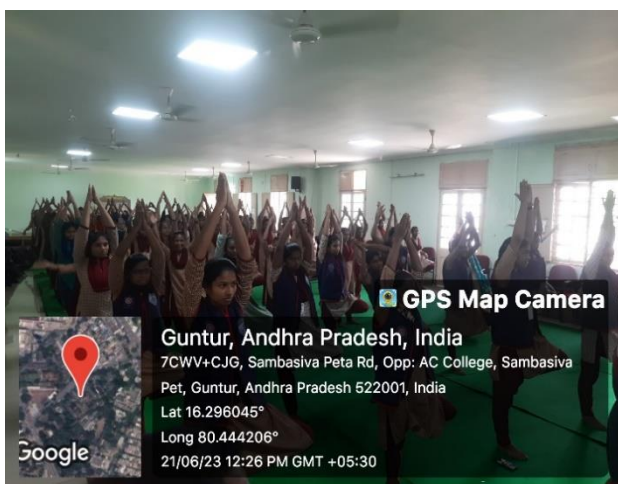 GPS Map Camera
Guntur, Andhra Pradesh, India
7CWV+CJG, Sambasiva Peta Rd, Opp: AC College, Sambasiva
Pet, Guntur, Andhra Pradesh 522001, India
Lat 16.296045°
Long 80.444206°
21/06/23 12:26 PM GMT +05:30
Google